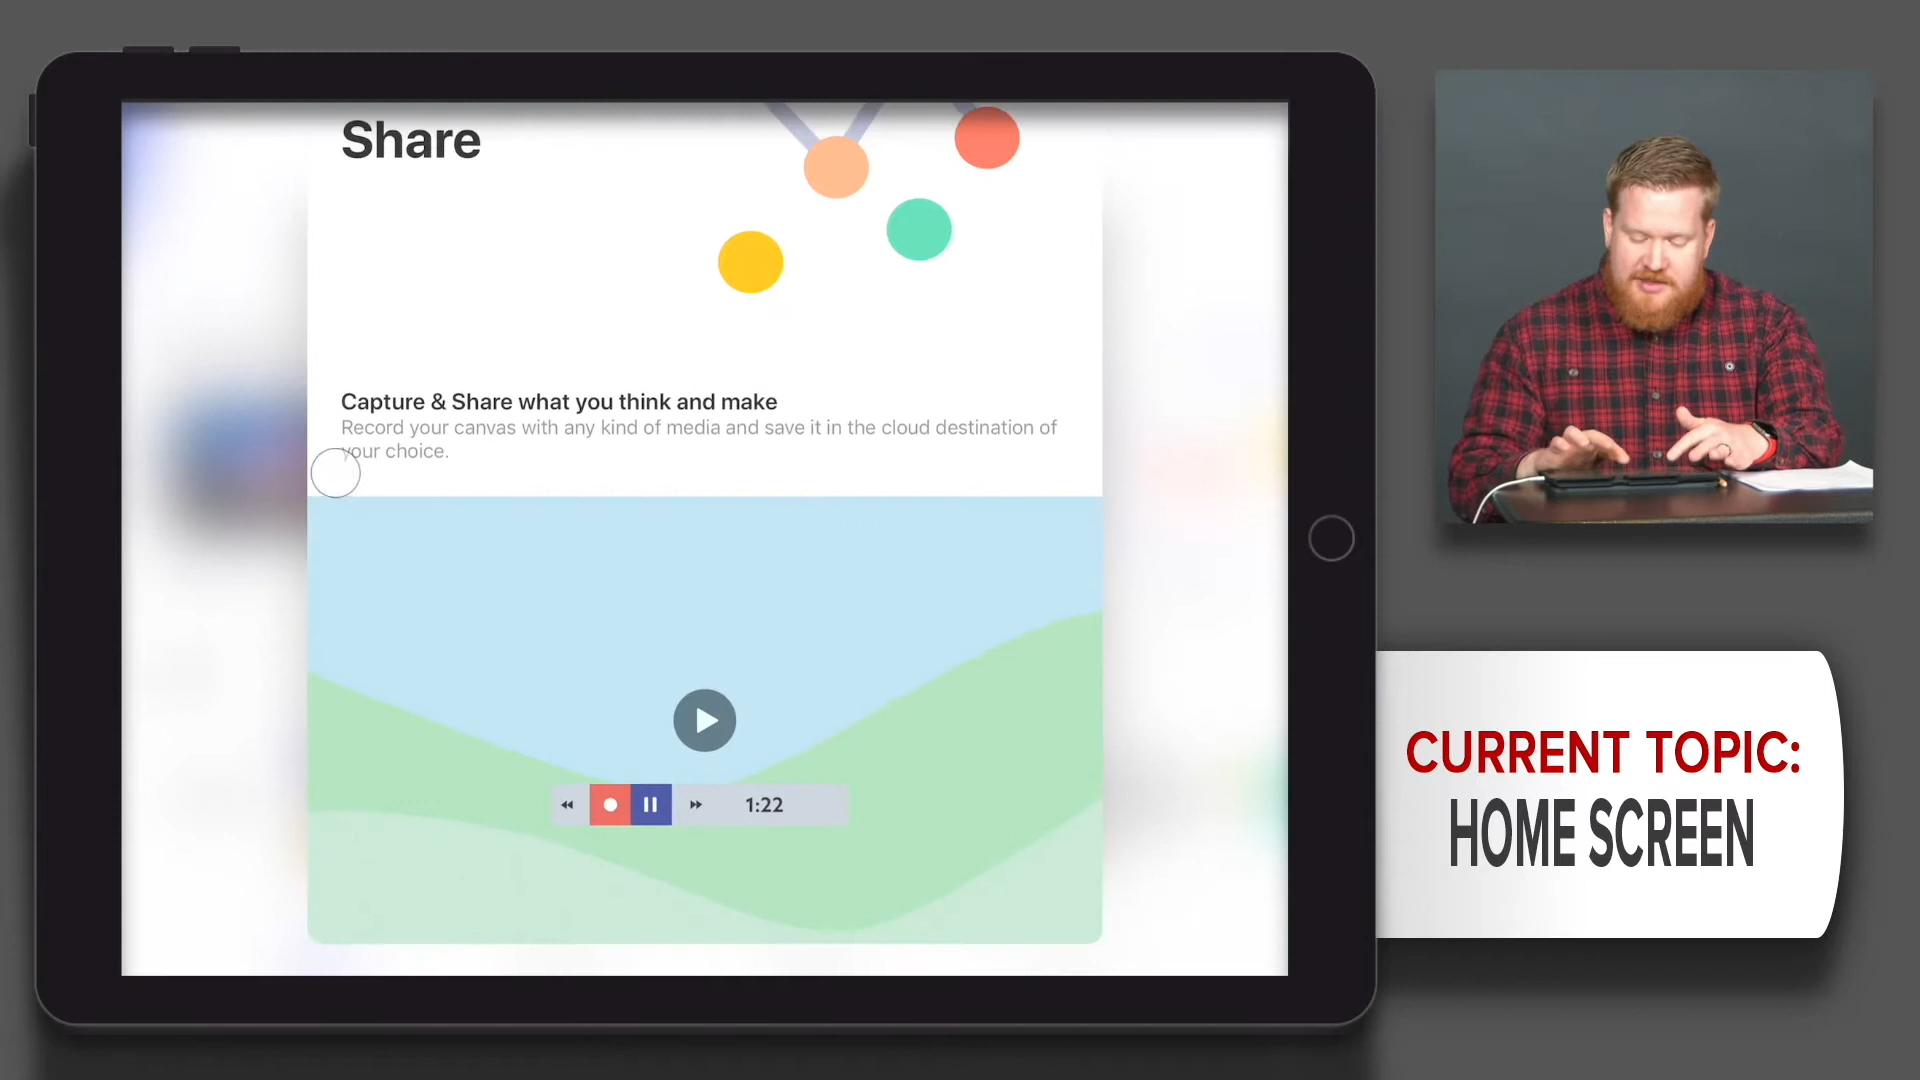 Share
Capture & Share what you think and make
Record your canvas with any kind of media and save it in the cloud destination of
your choice.
1:22
CURRENT TOPIC:
HOME SCREEN